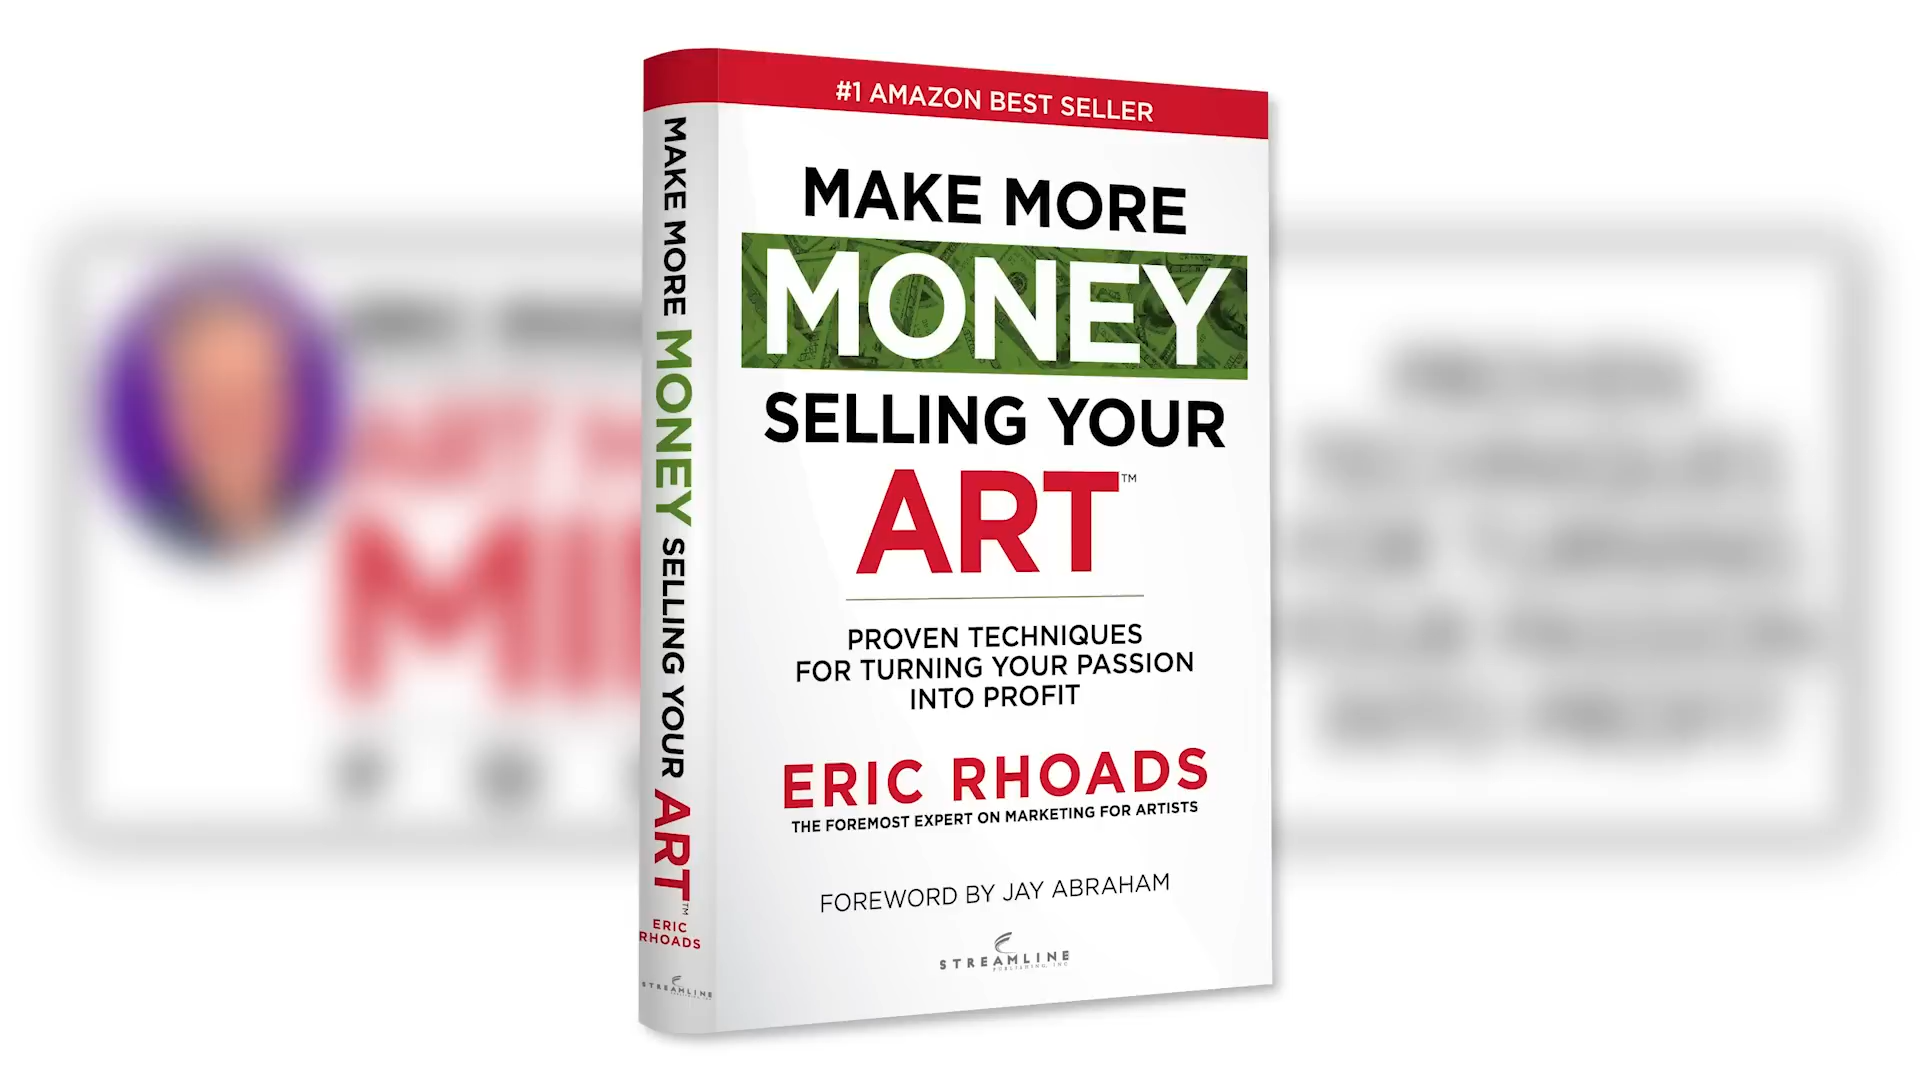 #1 AMAZON BEST SELLER
MAKE MORE
MONEY
SELLING YOUR
ART™
PROVEN TECHNIQUES
FOR TURNING YOUR PASSION
INTO PROFIT
ERIC RHOADS
THE FOREMOST EXPERT ON MARKETING FOR ARTISTS
FOREWORD BY JAY ABRAHAM
STREAMLINE
PUBLISHING, INC
MAKE MORE MONEY SELLING YOUR ART™
ERIC
RHOADS
STREAMLINE